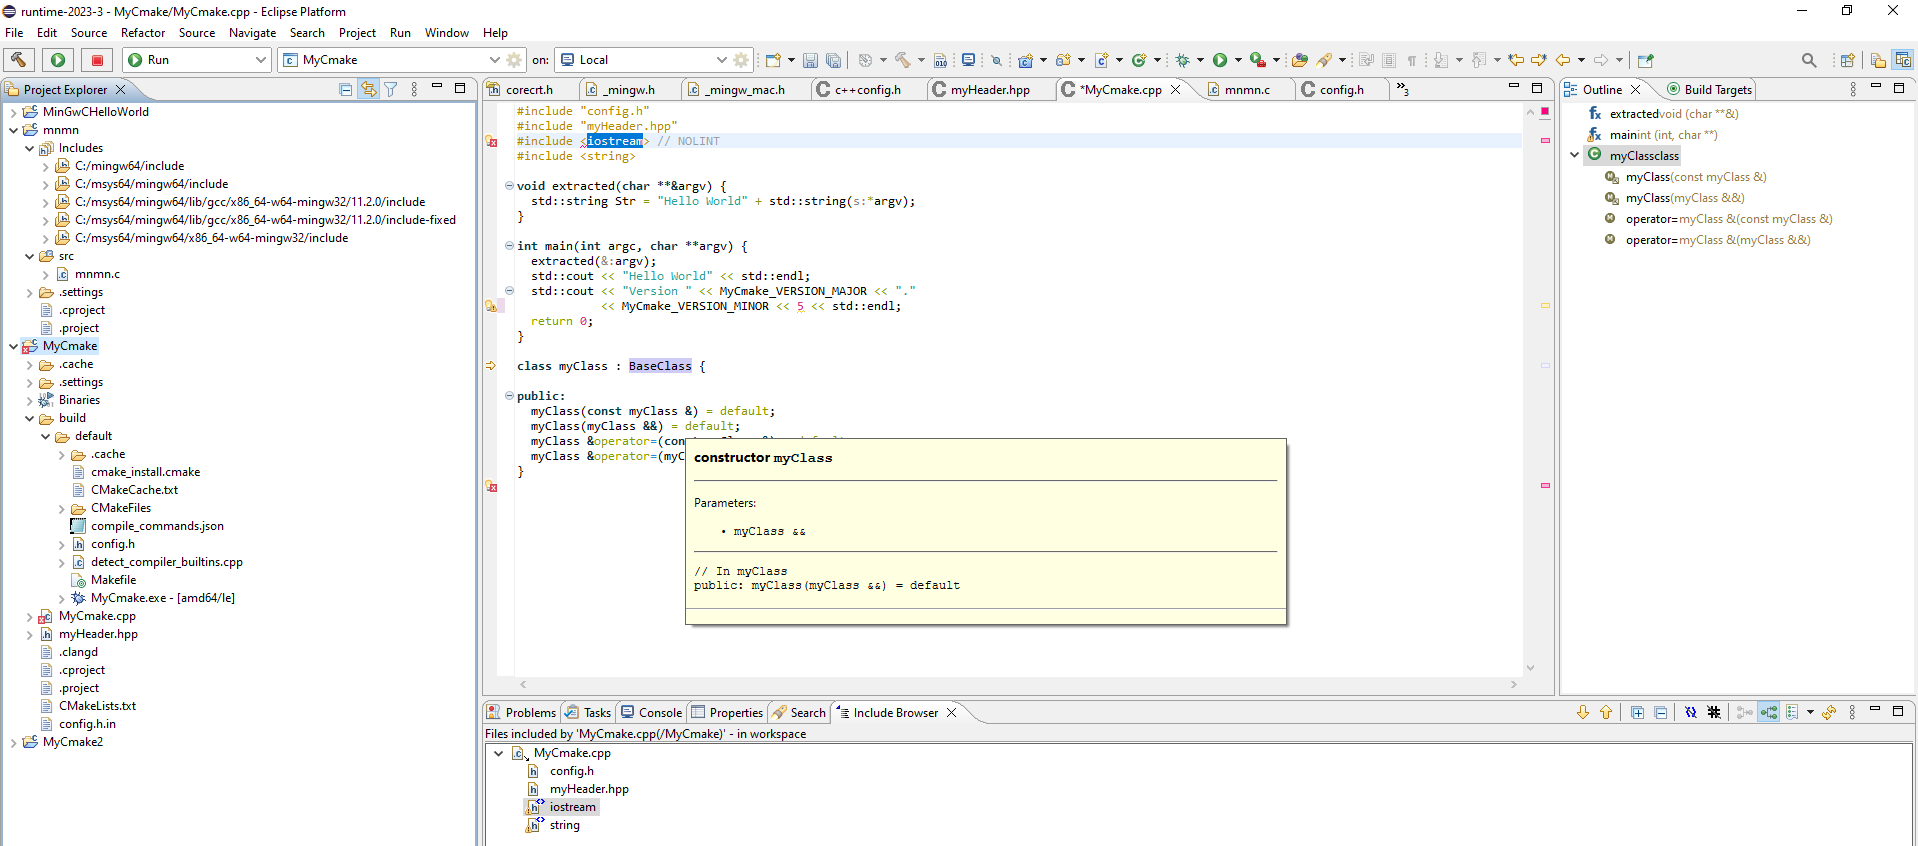 runtime-2023-3 - MyCmake/MyCmake.cpp - Eclipse Platform
File Edit Source Refactor Source Navigate Search Project Run Window Help
Run MyCmake on: Local
Project Explorer
MinGwCHelloWorld
mnmn
Includes
C:/mingw64/include
C:/msys64/mingw64/include
C:/msys64/mingw64/lib/gcc/x86_64-w64-mingw32/11.2.0/include
C:/msys64/mingw64/lib/gcc/x86_64-w64-mingw32/11.2.0/include-fixed
C:/msys64/mingw64/x86_64-w64-mingw32/include
src
mnmn.c
.settings
.cproject
.project
MyCmake
.cache
.settings
Binaries
build
default
.cache
cmake_install.cmake
CMakeCache.txt
CMakeFiles
compile_commands.json
config.h
detect_compiler_builtins.cpp
Makefile
MyCmake.exe - [amd64/le]
MyCmake.cpp
myHeader.hpp
.clangd
.cproject
.project
CMakeLists.txt
config.h.in
MyCmake2
corecrt.h _mingw.h _mingw_mac.h c++config.h myHeader.hpp *MyCmake.cpp mnmn.c config.h »3
#include "config.h"
#include "myHeader.hpp"
#include <iostream> // NOLINT
#include <string>
void extracted(char **&argv) {
std::string Str = "Hello World" + std::string(s:*argv);
}
int main(int argc, char **argv) {
extracted(&:argv);
std::cout << "Hello World" << std::endl;
std::cout << "Version " << MyCmake_VERSION_MAJOR << "."
<< MyCmake_VERSION_MINOR << 5 << std::endl;
return 0;
}
class myClass : BaseClass {
public:
myClass(const myClass &) = default;
myClass(myClass &&) = default;
myClass &operator=(con
myClass &operator=(myC
}
constructor myClass
Parameters:
• myClass &&
// In myClass
public: myClass(myClass &&) = default
Outline Build Targets
extractedvoid (char **&)
mainint (int, char **)
myClassclass
myClass(const myClass &)
myClass(myClass &&)
operator=myClass &(const myClass &)
operator=myClass &(myClass &&)
Problems Tasks Console Properties Search Include Browser
Files included by 'MyCmake.cpp(/MyCmake)' - in workspace
MyCmake.cpp
config.h
myHeader.hpp
iostream
string